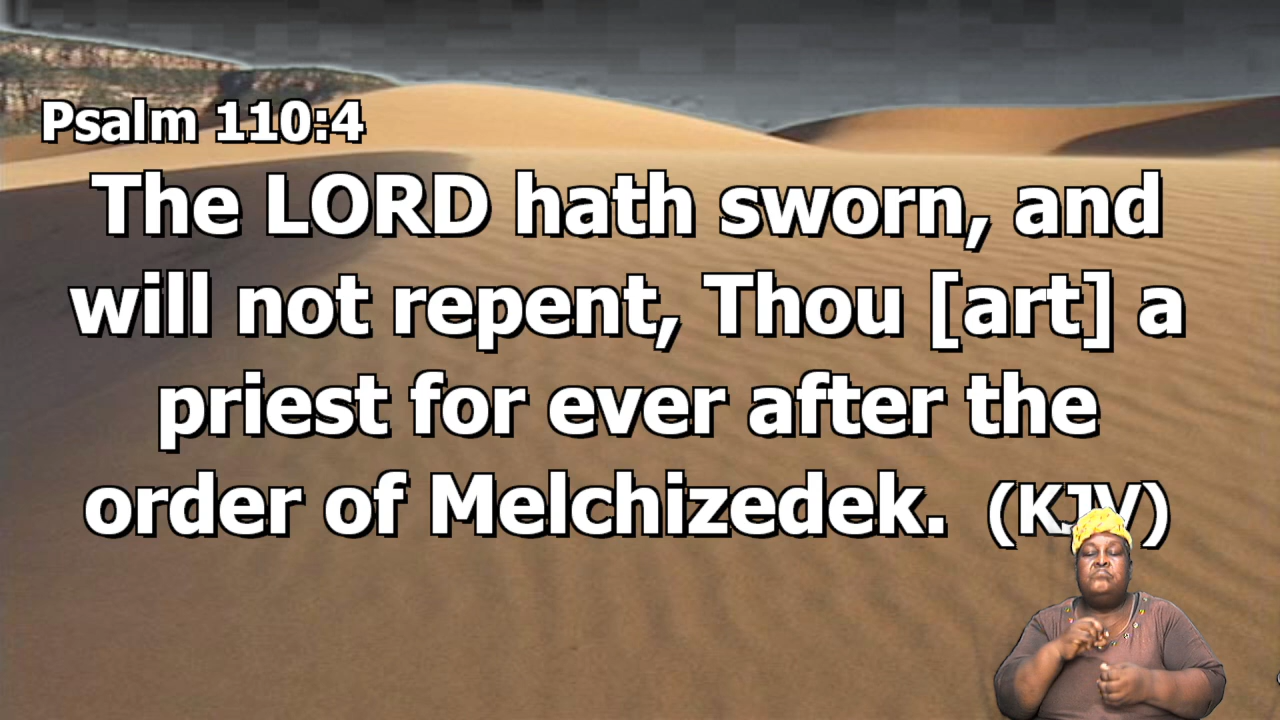 Psalm 110:4
The LORD hath sworn, and
will not repent, Thou [art] a
priest for ever after the
order of Melchizedek. (KJV)